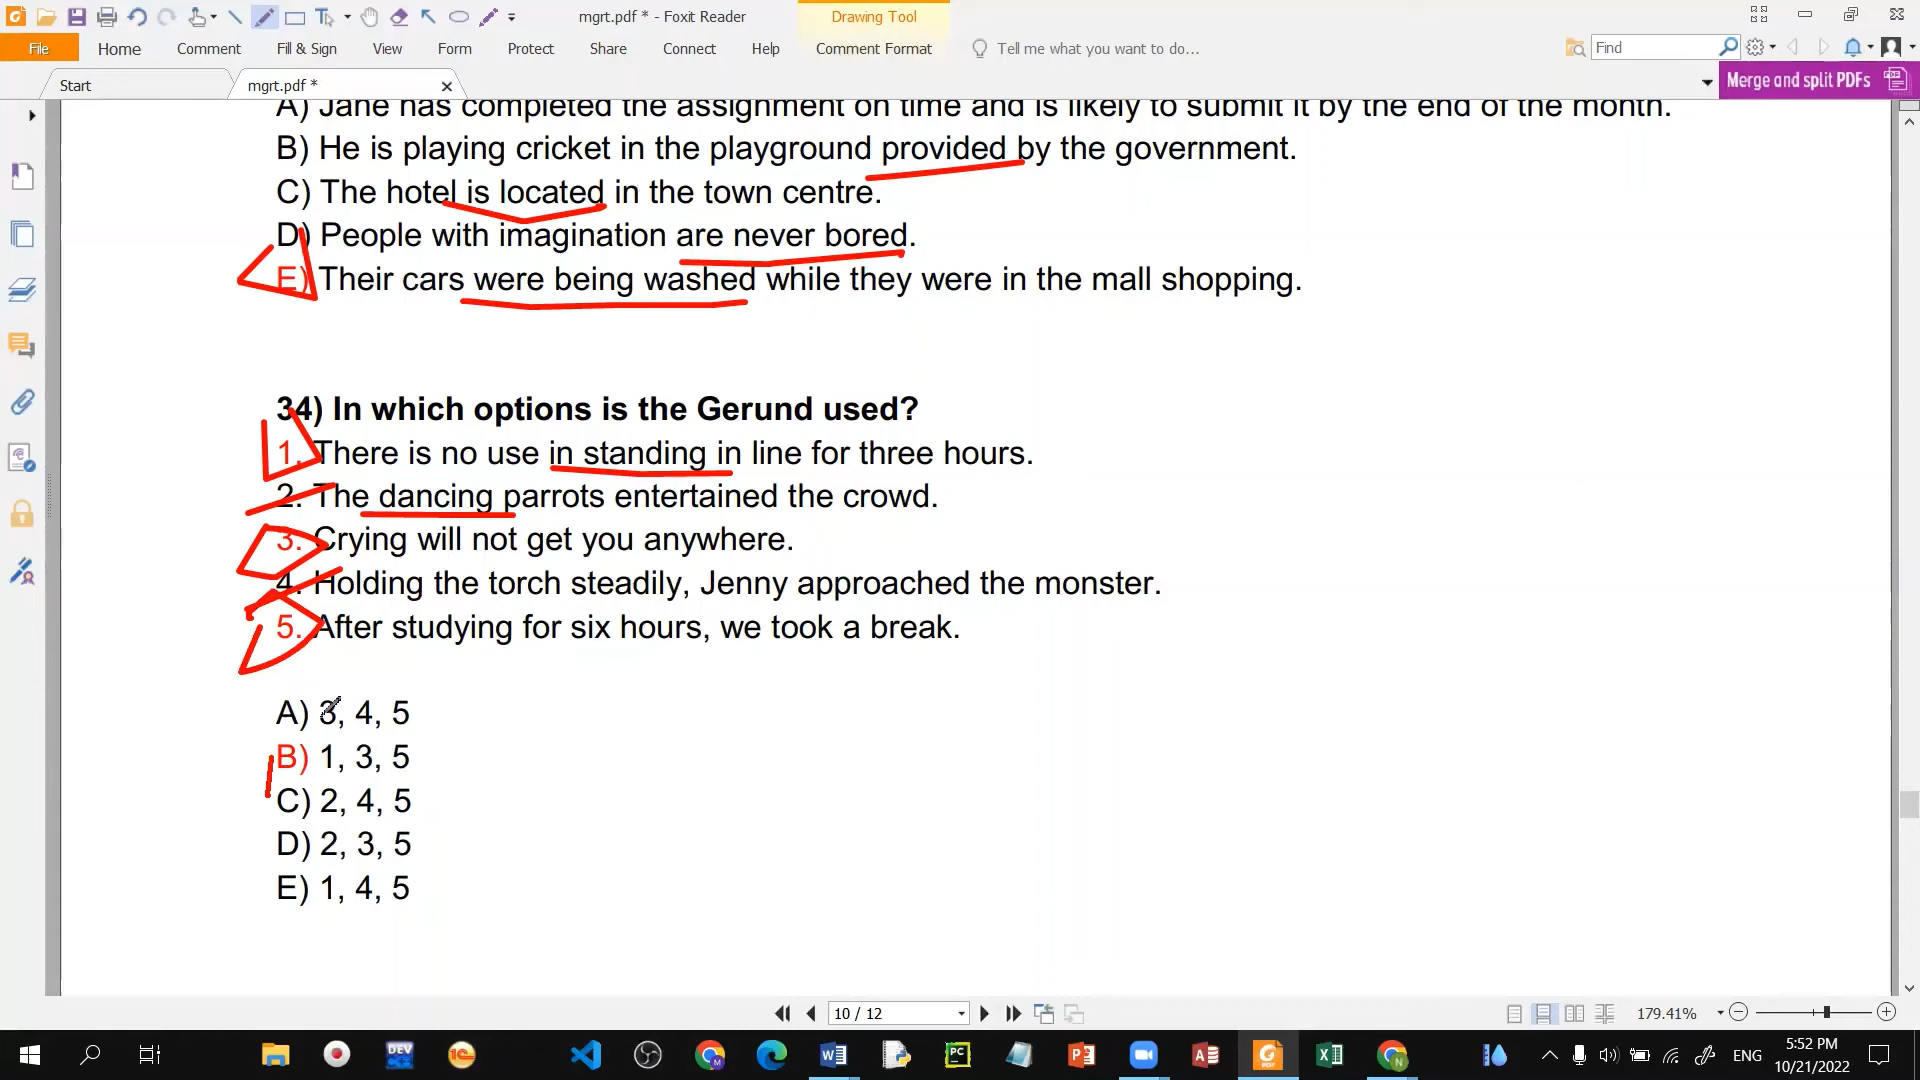 mgrt.pdf * - Foxit Reader
Drawing Tool
File
Home
Comment
Fill & Sign
View
Form
Protect
Share
Connect
Help
Comment Format
Tell me what you want to do...
Find
Start
mgrt.pdf *
Merge and split PDFs
A) Jane has completed the assignment on time and is likely to submit it by the end of the month.
B) He is playing cricket in the playground provided by the government.
C) The hotel is located in the town centre.
D) People with imagination are never bored.
E) Their cars were being washed while they were in the mall shopping.
34) In which options is the Gerund used?
1. There is no use in standing in line for three hours.
2. The dancing parrots entertained the crowd.
3. Crying will not get you anywhere.
4. Holding the torch steadily, Jenny approached the monster.
5. After studying for six hours, we took a break.
A) 3, 4, 5
B) 1, 3, 5
C) 2, 4, 5
D) 2, 3, 5
E) 1, 4, 5
10 / 12
179.41%
ENG
5:52 PM
10/21/2022